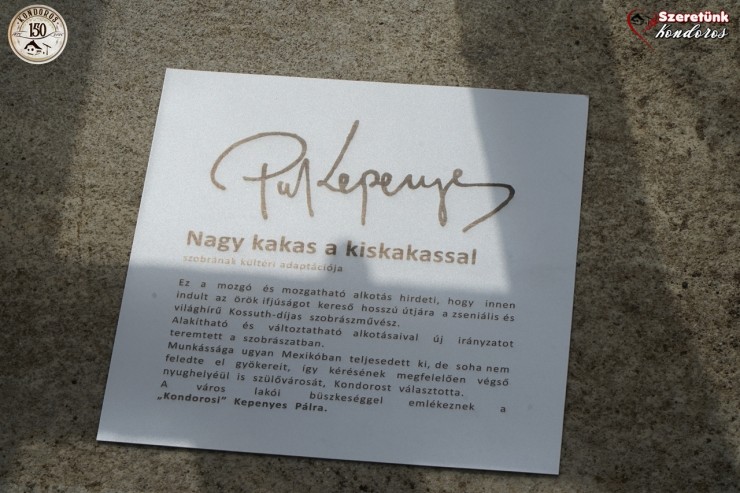 KONDOROS
150
Szeretünk
kondoros
Pál Kepenyes
Nagy kakas a kiskakassal
szobrának kültéri adaptációja
Ez a mozgó és mozgatható alkotás hirdeti, hogy innen
indult az örök ifjúságot kereső hosszú útjára a zseniális és
világhírű Kossuth-díjas szobrászművész.
Alakítható és változtatható alkotásaival új irányzatot
teremtett a szobrászatban.
Munkássága ugyan Mexikóban teljesedett ki, de soha nem
feledte el gyökereit, így kérésének megfelelően végső
nyughelyéül is szülővárosát, Kondorost választotta.
A város lakói büszkeséggel emlékeznek a
„Kondorosi” Kepenyes Pálra.